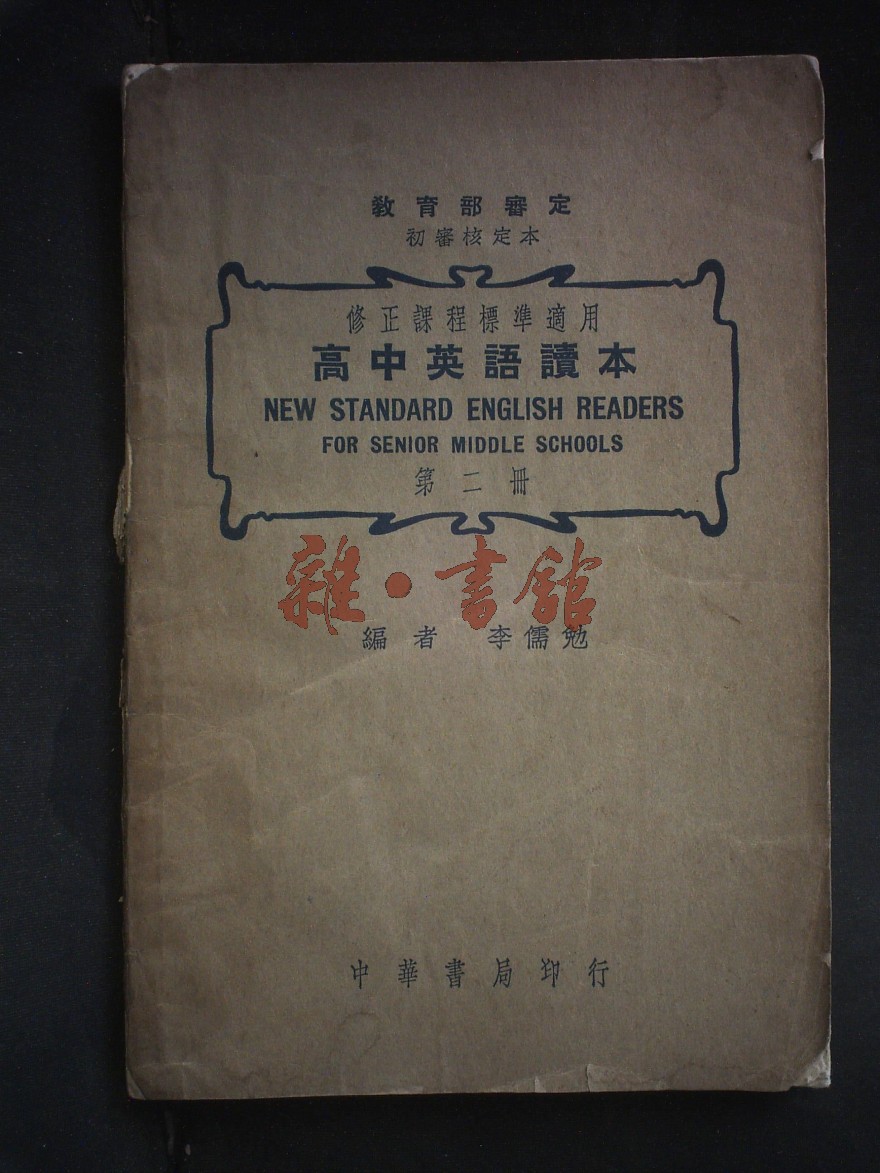 教育部審定
初審核定本
修正課程標準適用
高中英語讀本
NEW STANDARD ENGLISH READERS
FOR SENIOR MIDDLE SCHOOLS
第二冊
雜·書館
編者 李儒勉
中華書局印行